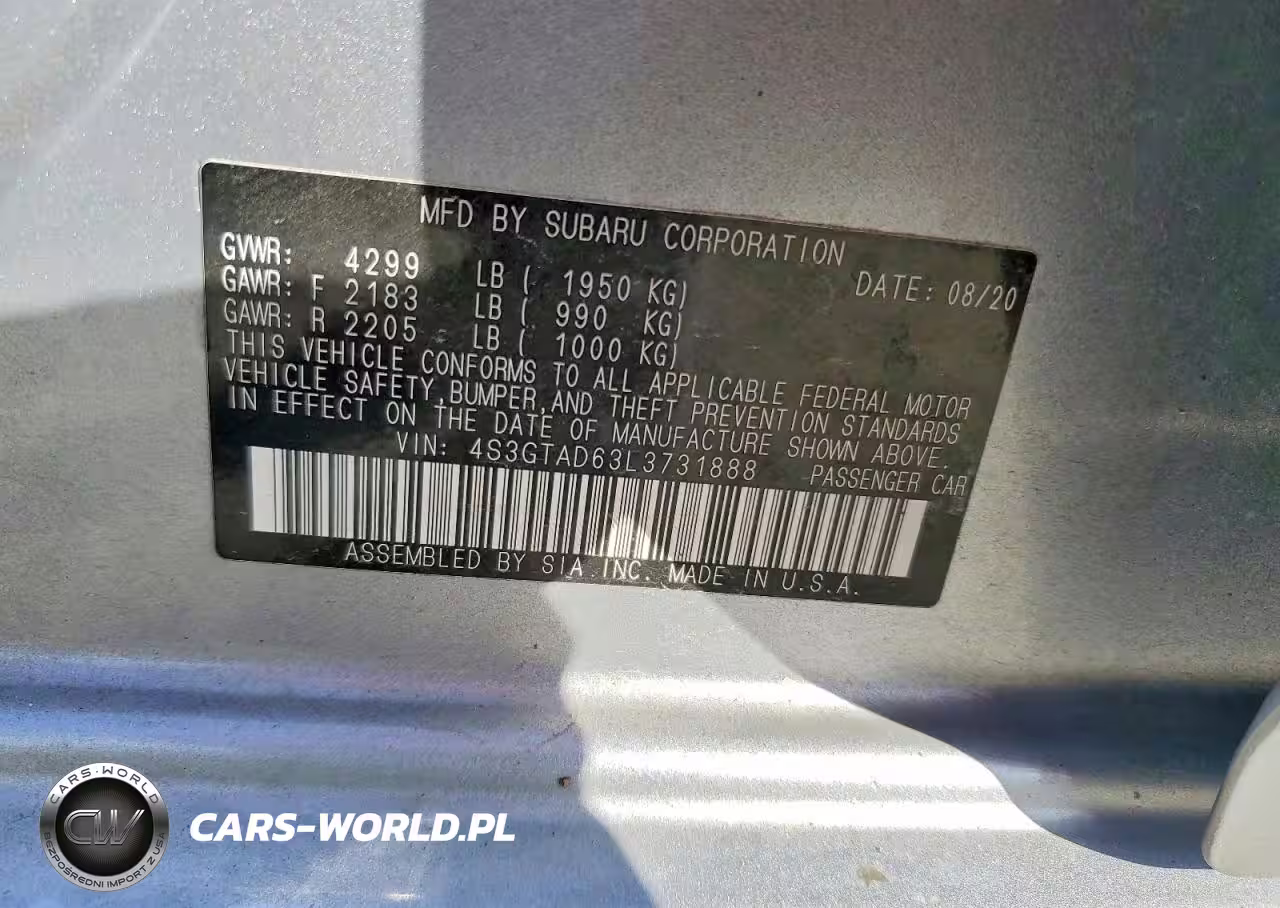 MFD BY SUBARU CORPORATION
GVWR: 4299 LB ( 1950 KG) DATE: 08/20
GAWR: F 2183 LB ( 990 KG)
GAWR: R 2205 LB ( 1000 KG)
THIS VEHICLE CONFORMS TO ALL APPLICABLE FEDERAL MOTOR
VEHICLE SAFETY,BUMPER,AND THEFT PREVENTION STANDARDS
IN EFFECT ON THE DATE OF MANUFACTURE SHOWN ABOVE.
VIN: 4S3GTAD63L3731888 PASSENGER CAR
ASSEMBLED BY SIA INC. MADE IN U.S.A.
CARS-WORLD
CW
BEZPOŚREDNI IMPORT Z USA
CARS-WORLD.PL